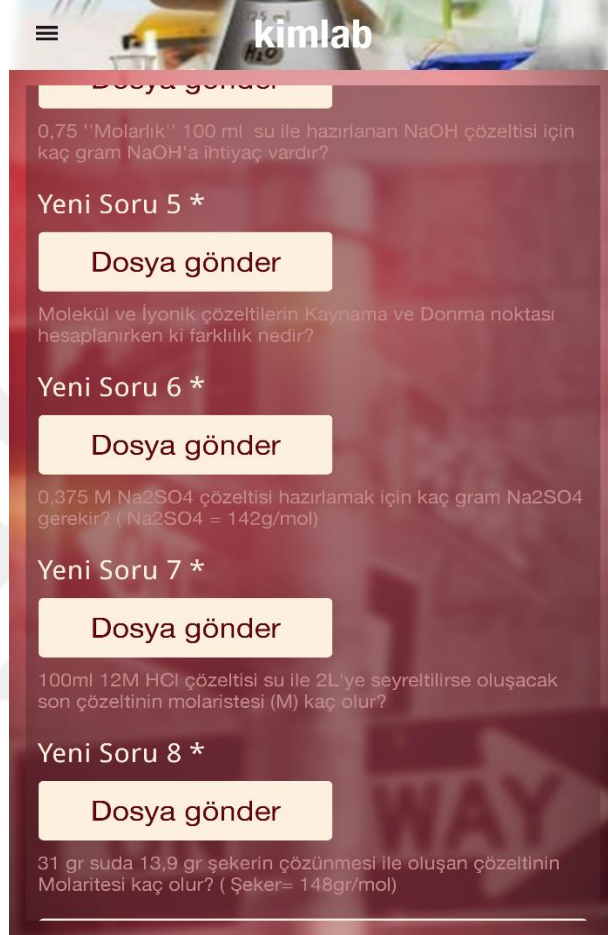 kimlab
H₂O
Dosya gönder
0,75 ''Molarlık'' 100 ml su ile hazırlanan NaOH çözeltisi için
kaç gram NaOH'a ihtiyaç vardır?
Yeni Soru 5 *
Dosya gönder
Molekül ve İyonik çözeltilerin Kaynama ve Donma noktası
hesaplanırken ki farklılık nedir?
Yeni Soru 6 *
Dosya gönder
0,375 M Na2SO4 çözeltisi hazırlamak için kaç gram Na2SO4
gerekir? ( Na2SO4 = 142g/mol)
Yeni Soru 7 *
Dosya gönder
100ml 12M HCl çözeltisi su ile 2L'ye seyreltilirse oluşacak
son çözeltinin molaristesi (M) kaç olur?
Yeni Soru 8 *
Dosya gönder
WAY
31 gr suda 13,9 gr şekerin çözünmesi ile oluşan çözeltinin
Molaritesi kaç olur? ( Şeker= 148gr/mol)